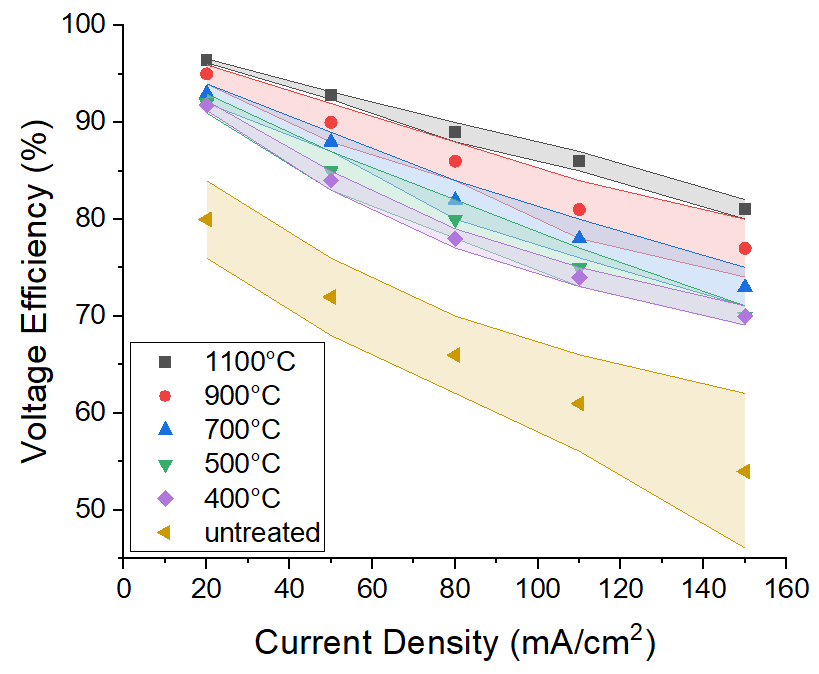 100
90
80
70
60
50
Voltage Efficiency (%)
1100°C
900°C
700°C
500°C
400°C
untreated
0 20 40 60 80 100 120 140 160
Current Density (mA/cm²)